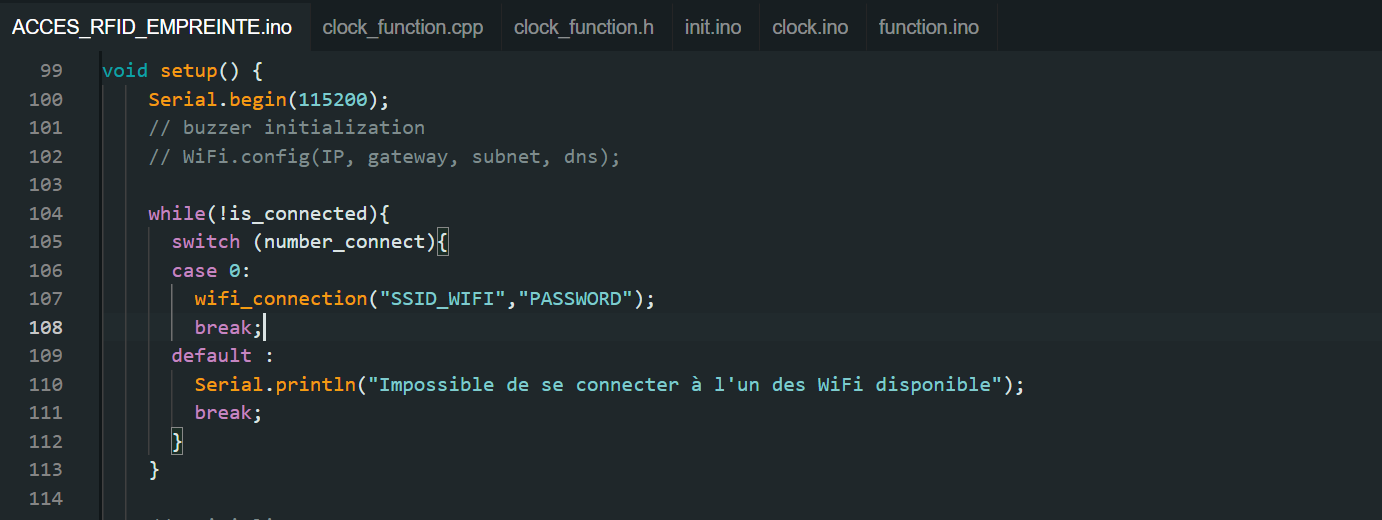 ACCES_RFID_EMPREINTE.ino clock_function.cpp clock_function.h init.ino clock.ino function.ino
99 void setup() {
100 Serial.begin(115200);
101 // buzzer initialization
102 // WiFi.config(IP, gateway, subnet, dns);
103
104 while(!is_connected){
105 switch (number_connect){
106 case 0:
107 wifi_connection("SSID_WIFI","PASSWORD");
108 break;
109 default :
110 Serial.println("Impossible de se connecter à l'un des WiFi disponible");
111 break;
112 }
113 }
114